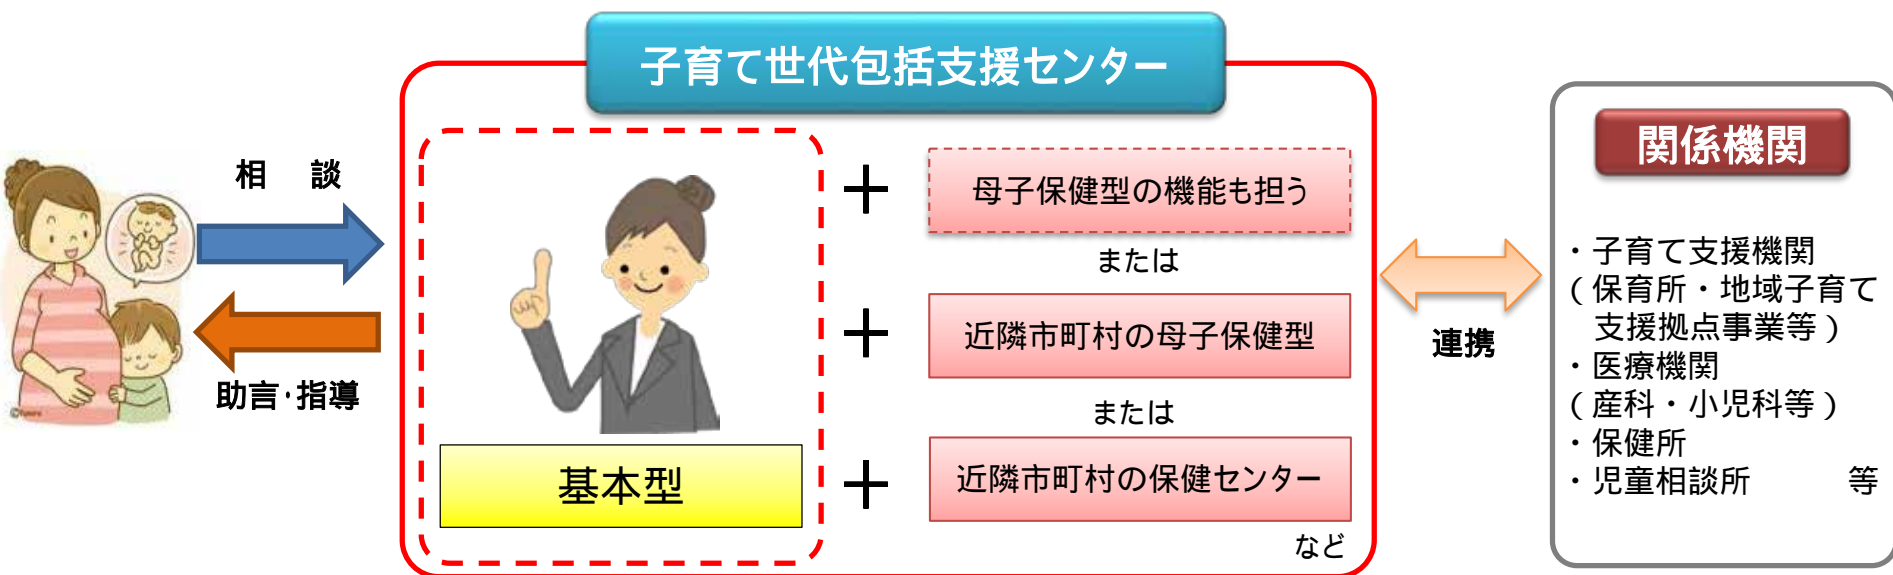 子育て世代包括支援センター
相　談
助言・指導
基本型
＋
母子保健型の機能も担う
または
＋
近隣市町村の母子保健型
または
＋
近隣市町村の保健センター
など
連携
関係機関
・子育て支援機関
（保育所・地域子育て
支援拠点事業等）
・医療機関
（産科・小児科等）
・保健所
・児童相談所　　　等